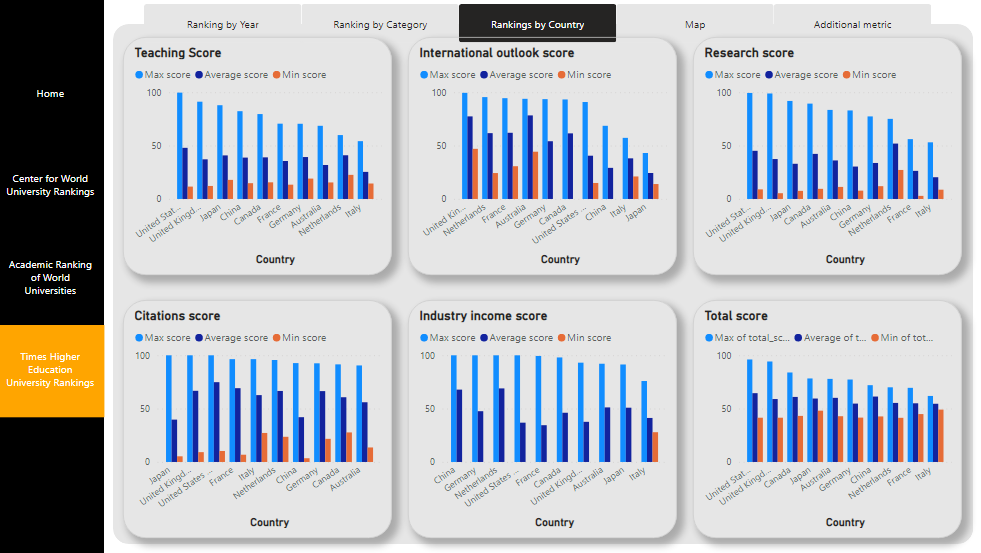 Ranking by Year
Ranking by Category
Rankings by Country
Map
Additional metric
Home
Center for World
University Rankings
Academic Ranking
of World
Universities
Times Higher
Education
University Rankings
Teaching Score
Max score Average score Min score
100
50
0
United Stat...
United Kingd...
Japan
China
Canada
France
Germany
Australia
Netherlands
Italy
Country
International outlook score
Max score Average score Min score
100
50
0
United Kin...
Netherlands
France
Australia
Germany
Canada
United States ...
China
Italy
Japan
Country
Research score
Max score Average score Min score
100
50
0
United Stat...
United Kingd...
Japan
Canada
Australia
China
Germany
Netherlands
France
Italy
Country
Citations score
Max score Average score Min score
100
50
0
Japan
United Kingd...
United States ...
France
Italy
Netherlands
China
Germany
Canada
Australia
Country
Industry income score
Max score Average score Min score
100
50
0
China
Germany
Netherlands
United States ...
France
Canada
United Kingd...
Australia
Japan
Italy
Country
Total score
Max of total_sc... Average of t... Min of tot...
100
50
0
United Stat...
United Kingd...
Canada
Japan
Australia
Germany
China
Netherlands
France
Italy
Country